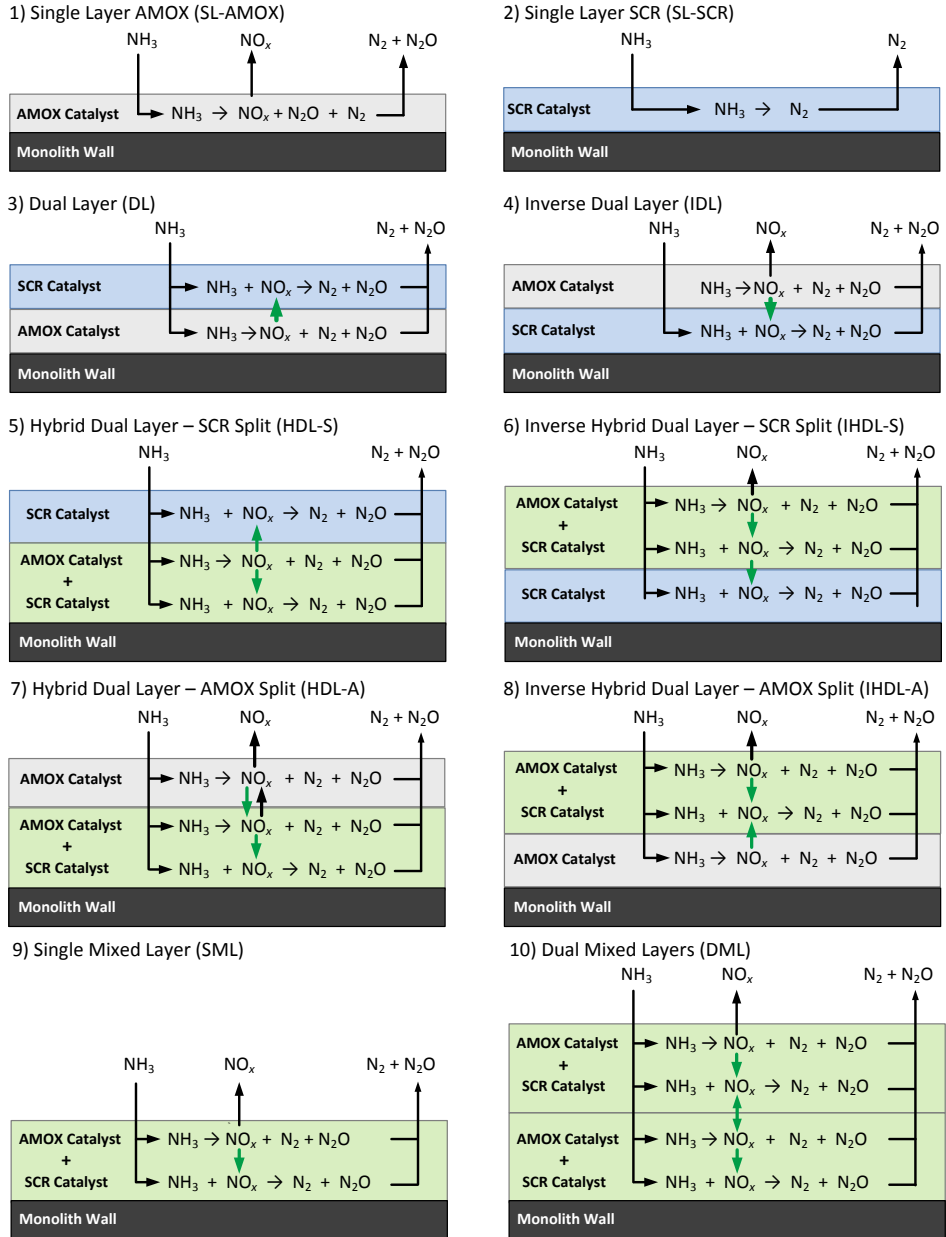 1) Single Layer AMOX (SL-AMOX)
NH₃ NOₓ N₂ + N₂O
AMOX Catalyst NH₃ → NOₓ + N₂O + N₂
Monolith Wall
2) Single Layer SCR (SL-SCR)
NH₃ N₂
SCR Catalyst NH₃ → N₂
Monolith Wall
3) Dual Layer (DL)
NH₃ N₂ + N₂O
SCR Catalyst NH₃ + NOₓ → N₂ + N₂O
AMOX Catalyst NH₃ → NOₓ + N₂ + N₂O
Monolith Wall
4) Inverse Dual Layer (IDL)
NH₃ NOₓ N₂ + N₂O
AMOX Catalyst NH₃ → NOₓ + N₂ + N₂O
SCR Catalyst NH₃ + NOₓ → N₂ + N₂O
Monolith Wall
5) Hybrid Dual Layer – SCR Split (HDL-S)
NH₃ N₂ + N₂O
SCR Catalyst NH₃ + NOₓ → N₂ + N₂O
AMOX Catalyst NH₃ → NOₓ + N₂ + N₂O
+
SCR Catalyst NH₃ + NOₓ → N₂ + N₂O
Monolith Wall
6) Inverse Hybrid Dual Layer – SCR Split (IHDL-S)
NH₃ NOₓ N₂ + N₂O
AMOX Catalyst NH₃ → NOₓ + N₂ + N₂O
+
SCR Catalyst NH₃ + NOₓ → N₂ + N₂O
SCR Catalyst NH₃ + NOₓ → N₂ + N₂O
Monolith Wall
7) Hybrid Dual Layer – AMOX Split (HDL-A)
NH₃ NOₓ N₂ + N₂O
AMOX Catalyst NH₃ → NOₓ + N₂ + N₂O
AMOX Catalyst NH₃ → NOₓ + N₂ + N₂O
+
SCR Catalyst NH₃ + NOₓ → N₂ + N₂O
Monolith Wall
8) Inverse Hybrid Dual Layer – AMOX Split (IHDL-A)
NH₃ NOₓ N₂ + N₂O
AMOX Catalyst NH₃ → NOₓ + N₂ + N₂O
+
SCR Catalyst NH₃ + NOₓ → N₂ + N₂O
AMOX Catalyst NH₃ → NOₓ + N₂ + N₂O
Monolith Wall
9) Single Mixed Layer (SML)
NH₃ NOₓ N₂ + N₂O
AMOX Catalyst NH₃ → NOₓ + N₂ + N₂O
+
SCR Catalyst NH₃ + NOₓ → N₂ + N₂O
Monolith Wall
10) Dual Mixed Layers (DML)
NH₃ NOₓ N₂ + N₂O
AMOX Catalyst NH₃ → NOₓ + N₂ + N₂O
+
SCR Catalyst NH₃ + NOₓ → N₂ + N₂O
AMOX Catalyst NH₃ → NOₓ + N₂ + N₂O
+
SCR Catalyst NH₃ + NOₓ → N₂ + N₂O
Monolith Wall